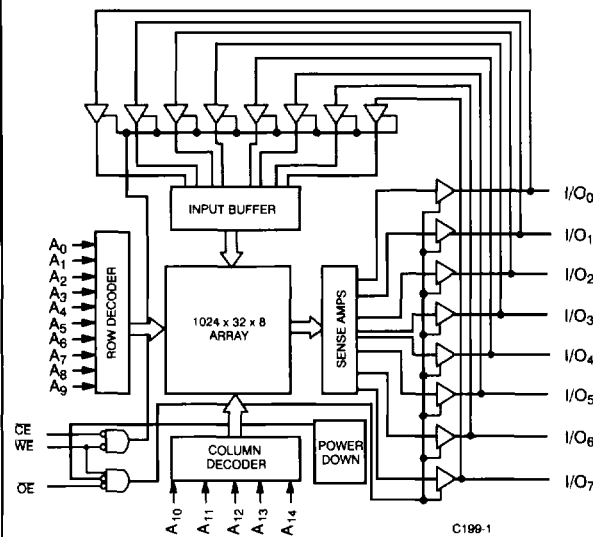 INPUT BUFFER
I/O0
I/O1
I/O2
I/O3
I/O4
I/O5
I/O6
I/O7
A0
A1
A2
A3
A4
A5
A6
A7
A8
A9
ROW DECODER
1024 x 32 x 8
ARRAY
SENSE AMPS
CE
WE
OE
COLUMN
DECODER
POWER
DOWN
A10
A11
A12
A13
A14
C199-1